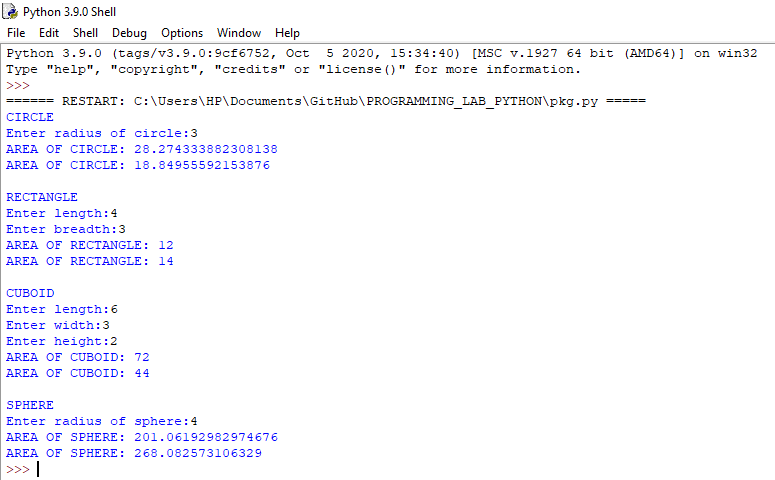 Python 3.9.0 Shell
File Edit Shell Debug Options Window Help
Python 3.9.0 (tags/v3.9.0:9cf6752, Oct  5 2020, 15:34:40) [MSC v.1927 64 bit (AMD64)] on win32
Type "help", "copyright", "credits" or "license()" for more information.
>>>
====== RESTART: C:\Users\HP\Documents\GitHub\PROGRAMMING_LAB_PYTHON\pkg.py =====
CIRCLE
Enter radius of circle:3
AREA OF CIRCLE: 28.274333882308138
AREA OF CIRCLE: 18.84955592153876
RECTANGLE
Enter length:4
Enter breadth:3
AREA OF RECTANGLE: 12
AREA OF RECTANGLE: 14
CUBOID
Enter length:6
Enter width:3
Enter height:2
AREA OF CUBOID: 72
AREA OF CUBOID: 44
SPHERE
Enter radius of sphere:4
AREA OF SPHERE: 201.06192982974676
AREA OF SPHERE: 268.082573106329
>>>